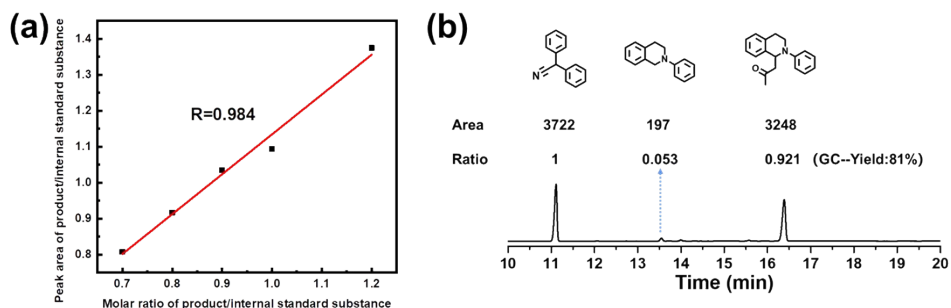 (a)
Peak area of product/internal standard substance
1.4
1.3
1.2
1.1
1.0
0.9
0.8
R=0.984
0.7 0.8 0.9 1.0 1.1 1.2
Molar ratio of product/internal standard substance
(b)
N
N
N
O
Area 3722 197 3248
Ratio 1 0.053 0.921 (GC--Yield:81%)
10 11 12 13 14 15 16 17 18 19 20
Time (min)